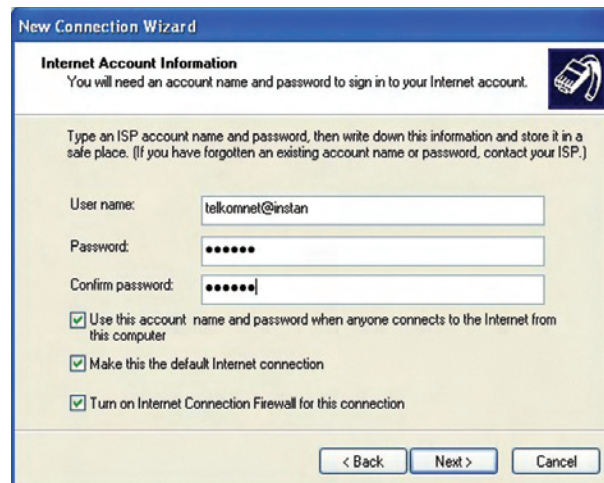 New Connection Wizard
Internet Account Information
You will need an account name and password to sign in to your Internet account.
Type an ISP account name and password, then write down this information and store it in a
safe place. (If you have forgotten an existing account name or password, contact your ISP.)
User name:
telkomnet@instan
Password:
••••••
Confirm password:
••••••
Use this account name and password when anyone connects to the Internet from
this computer
Make this the default Internet connection
Turn on Internet Connection Firewall for this connection
< Back
Next >
Cancel